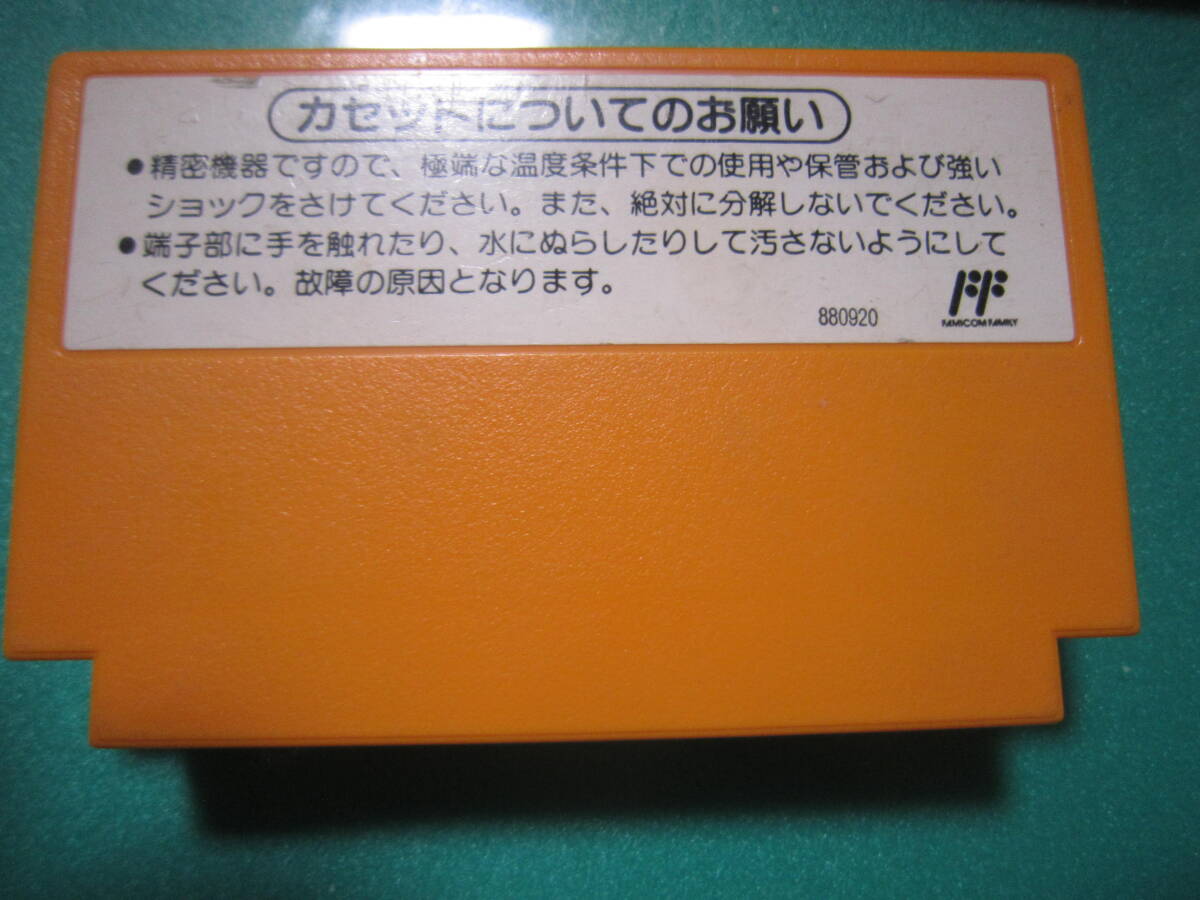 カセットについてのお願い
●精密機器ですので、極端な温度条件下での使用や保管および強い
ショックをさけてください。また、絶対に分解しないでください。
●端子部に手を触れたり、水にぬらしたりして汚さないようにして
ください。故障の原因となります。
880920
FAMICOM FAMILY